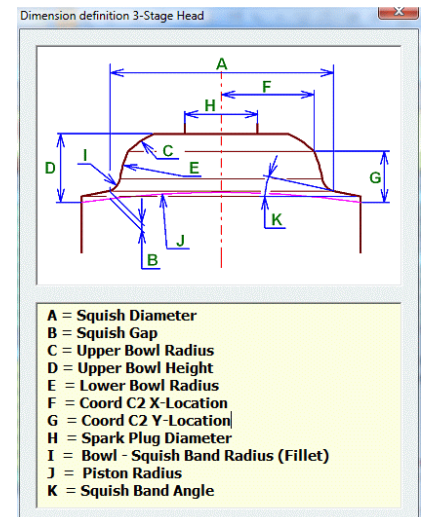 Dimension definition 3-Stage Head
A
F
H
C
I
D
E
G
K
J
B
A = Squish Diameter
B = Squish Gap
C = Upper Bowl Radius
D = Upper Bowl Height
E = Lower Bowl Radius
F = Coord C2 X-Location
G = Coord C2 Y-Location
H = Spark Plug Diameter
I = Bowl - Squish Band Radius (Fillet)
J = Piston Radius
K = Squish Band Angle